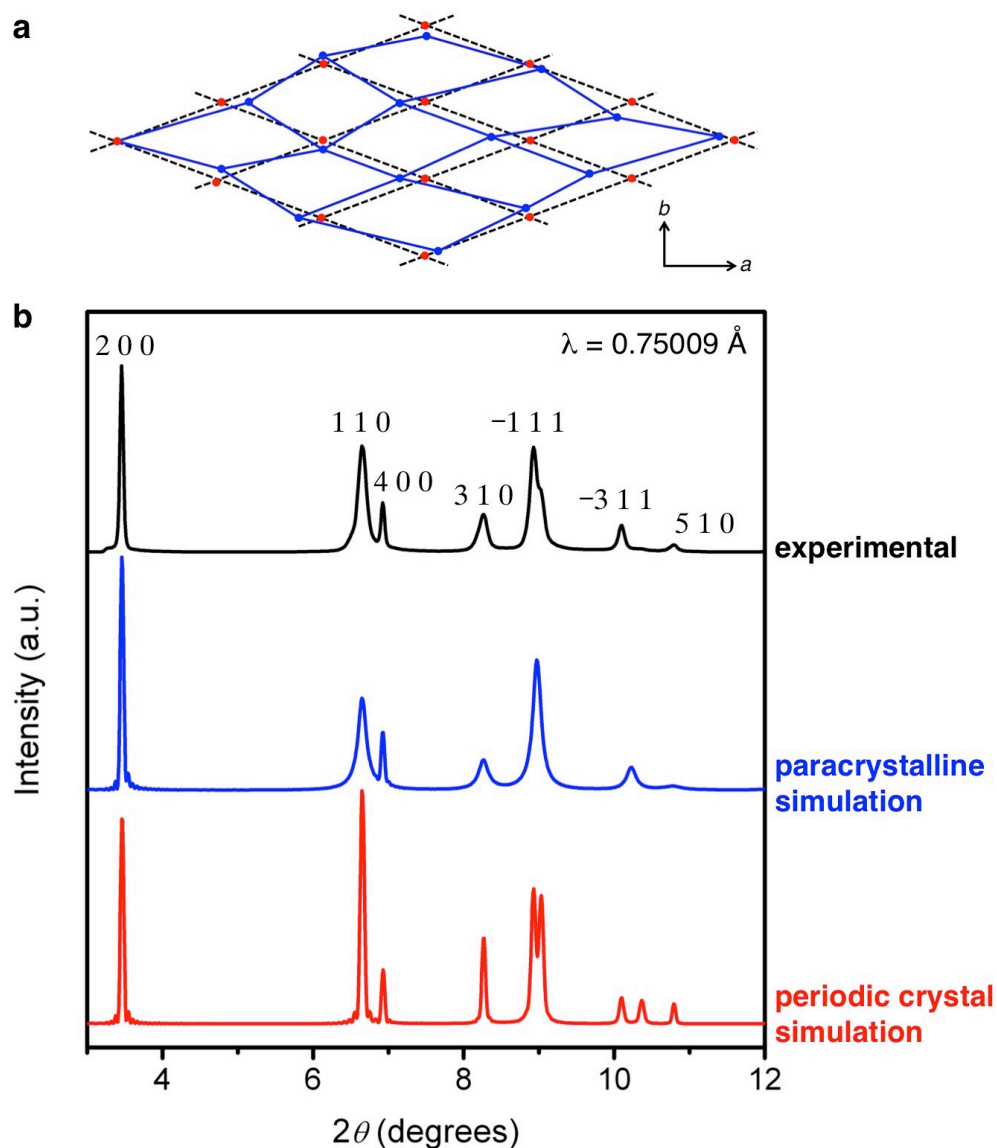 a
b
a
b
2 0 0
λ = 0.75009 Å
1 1 0
−1 1 1
4 0 0
3 1 0
−3 1 1
5 1 0
experimental
paracrystalline
simulation
periodic crystal
simulation
Intensity (a.u.)
4 6 8 10 12
2θ (degrees)